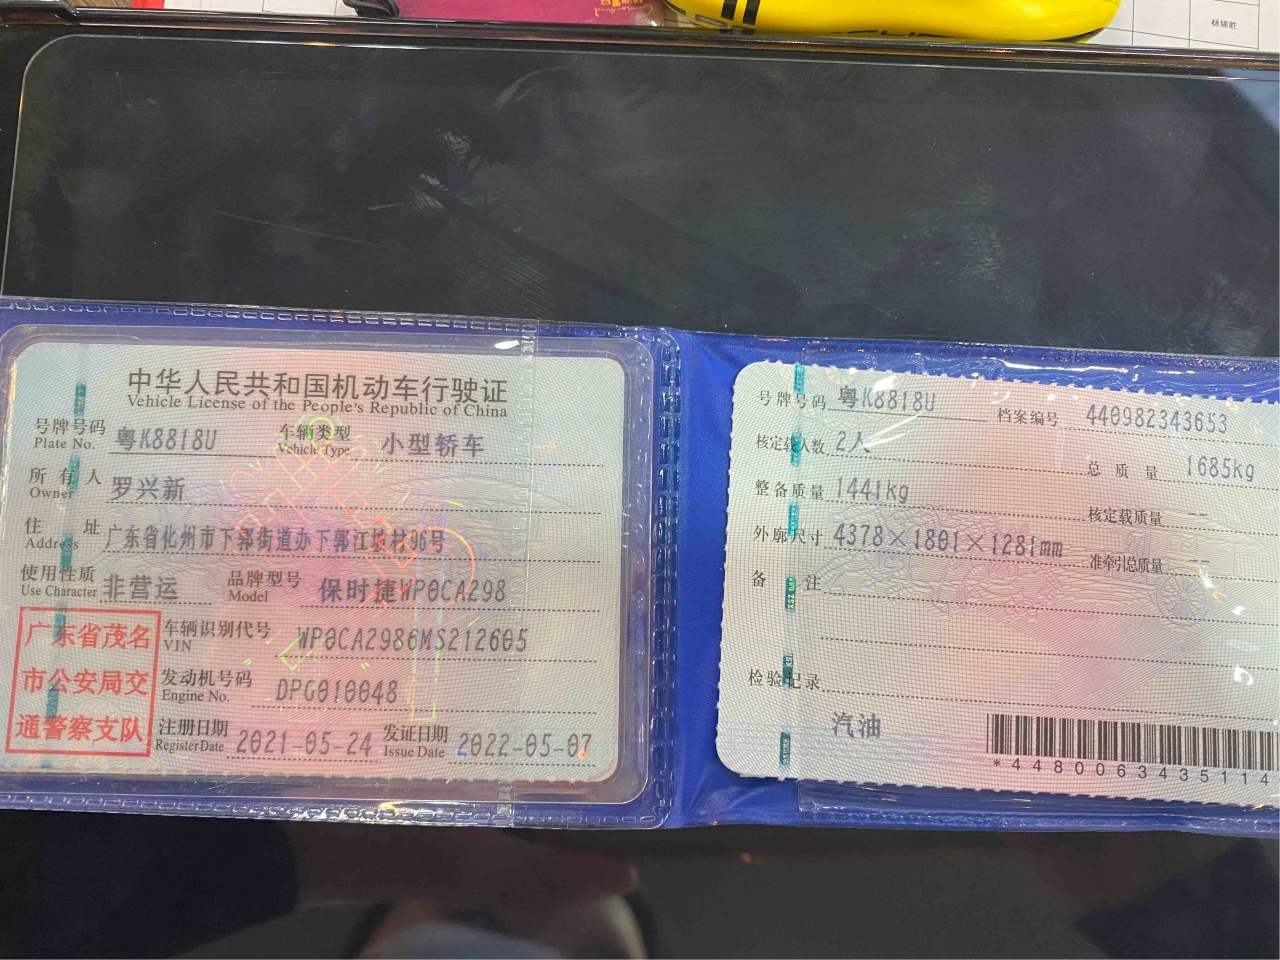 杨锦胜
中华人民共和国机动车行驶证
Vehicle License of the People's Republic of China
号牌号码 粤K8818U 车辆类型 小型轿车
Plate No. Vehicle Type
所有人 罗兴新
Owner
住址 广东省化州市下郭街道办下郭江坡村96号
Address
使用性质 非营运 品牌型号 保时捷WP0CA298
Use Character Model
广东省茂名
市公安局交
通警察支队
车辆识别代号 WP0CA2986MS212605
VIN
发动机号码 DPG010048
Engine No.
注册日期 2021-05-24 发证日期 2022-05-07
Register Date Issue Date
号牌号码 粤K8818U 档案编号 440982343653
核定载人数 2人 总质量 1685kg
整备质量 1441kg 核定载质量 --
外廓尺寸 4378×1801×1281mm 准牵引总质量 --
备注
检验记录
汽油
*4480063435114